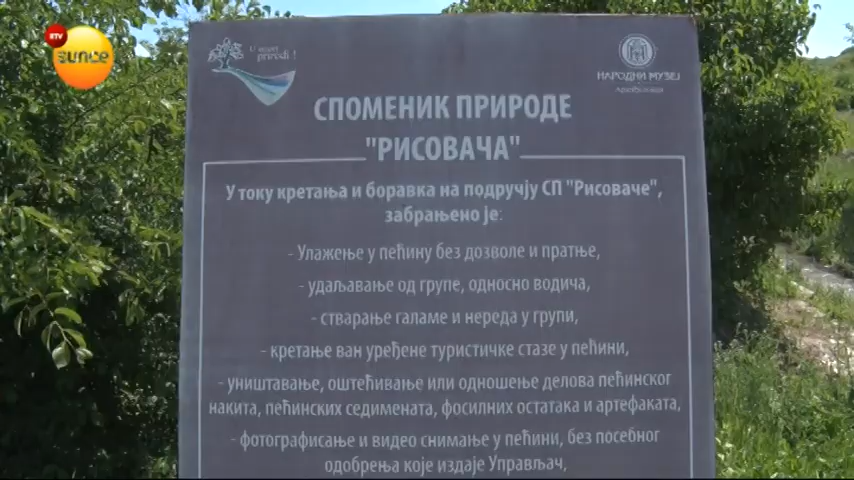 RTV
sunce
U susret
prirodi !
НАРОДНИ МУЗЕЈ
Аранђеловац
СПОМЕНИК ПРИРОДЕ
"РИСОВАЧА"
У току кретања и боравка на подручју СП "Рисоваче",
забрањено је:
- Улажење у пећину без дозволе и пратње,
- удаљавање од групе, односно водича,
- стварање галаме и нереда у групи,
- кретање ван уређене туристичке стазе у пећини,
- уништавање, оштећивање или одношење делова пећинског
накита, пећинских седимената, фосилних остатака и артефаката,
- фотографисање и видео снимање у пећини, без посебног
одобрења које издаје Управљач,